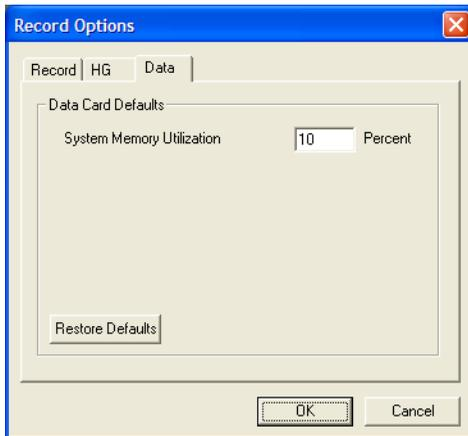 Record Options
Record HG Data
Data Card Defaults
System Memory Utilization 10 Percent
Restore Defaults
OK Cancel